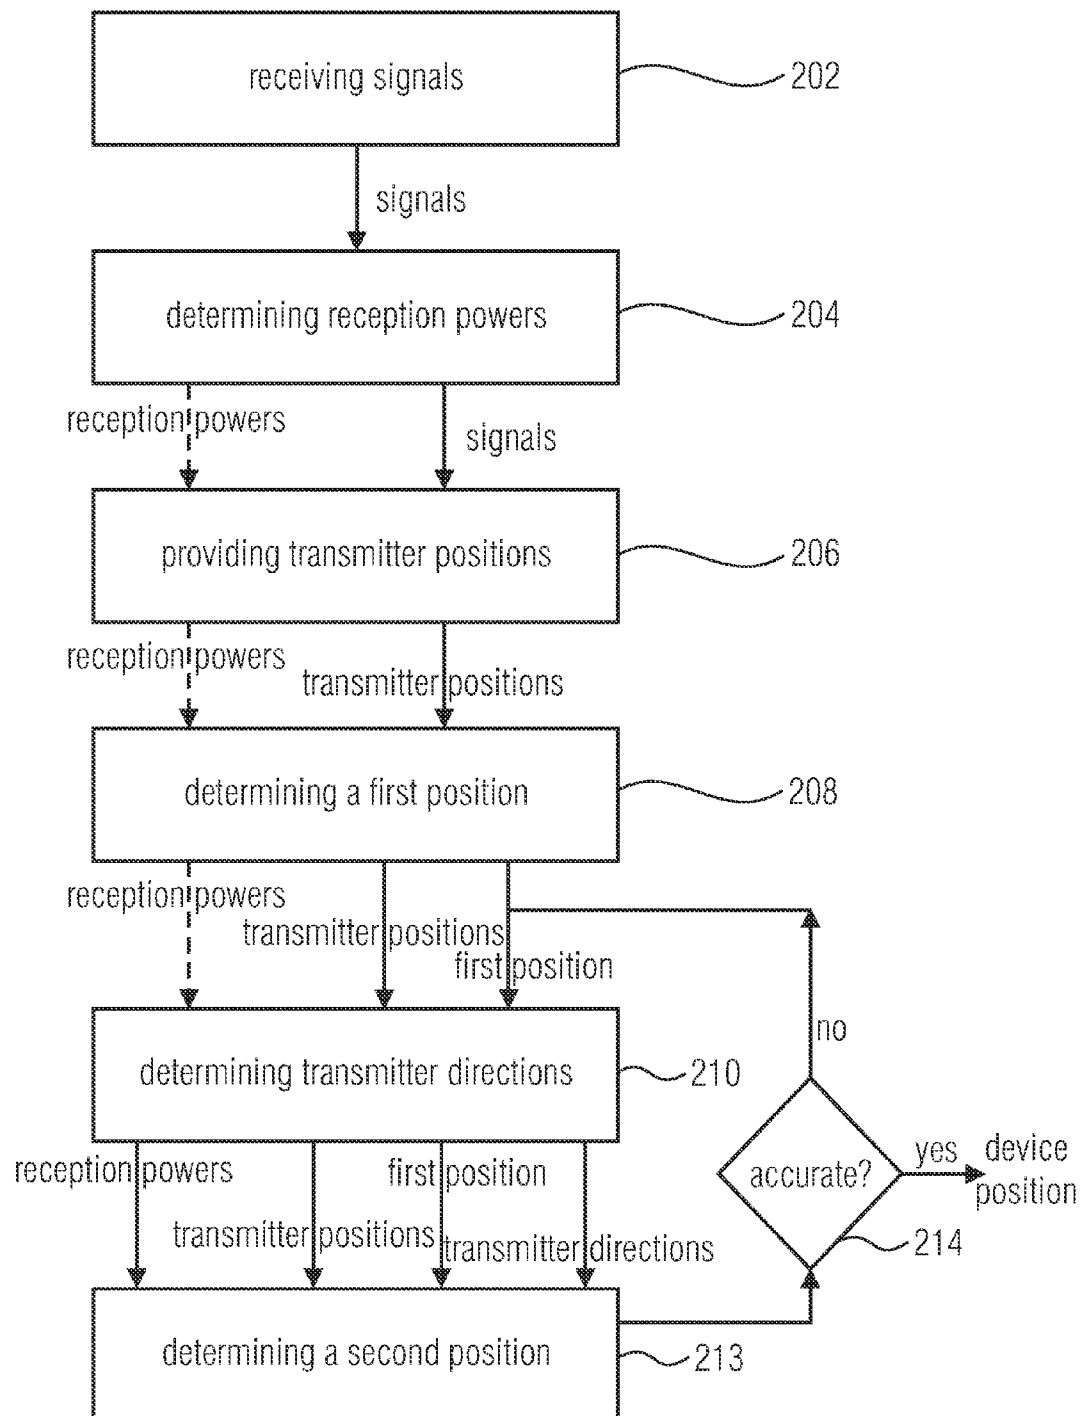 receiving signals
202
signals
determining reception powers
204
reception powers
signals
providing transmitter positions
206
reception powers
transmitter positions
determining a first position
208
reception powers
transmitter positions
first position
no
determining transmitter directions
210
accurate?
yes
device
position
214
reception powers
first position
transmitter positions
transmitter directions
determining a second position
213